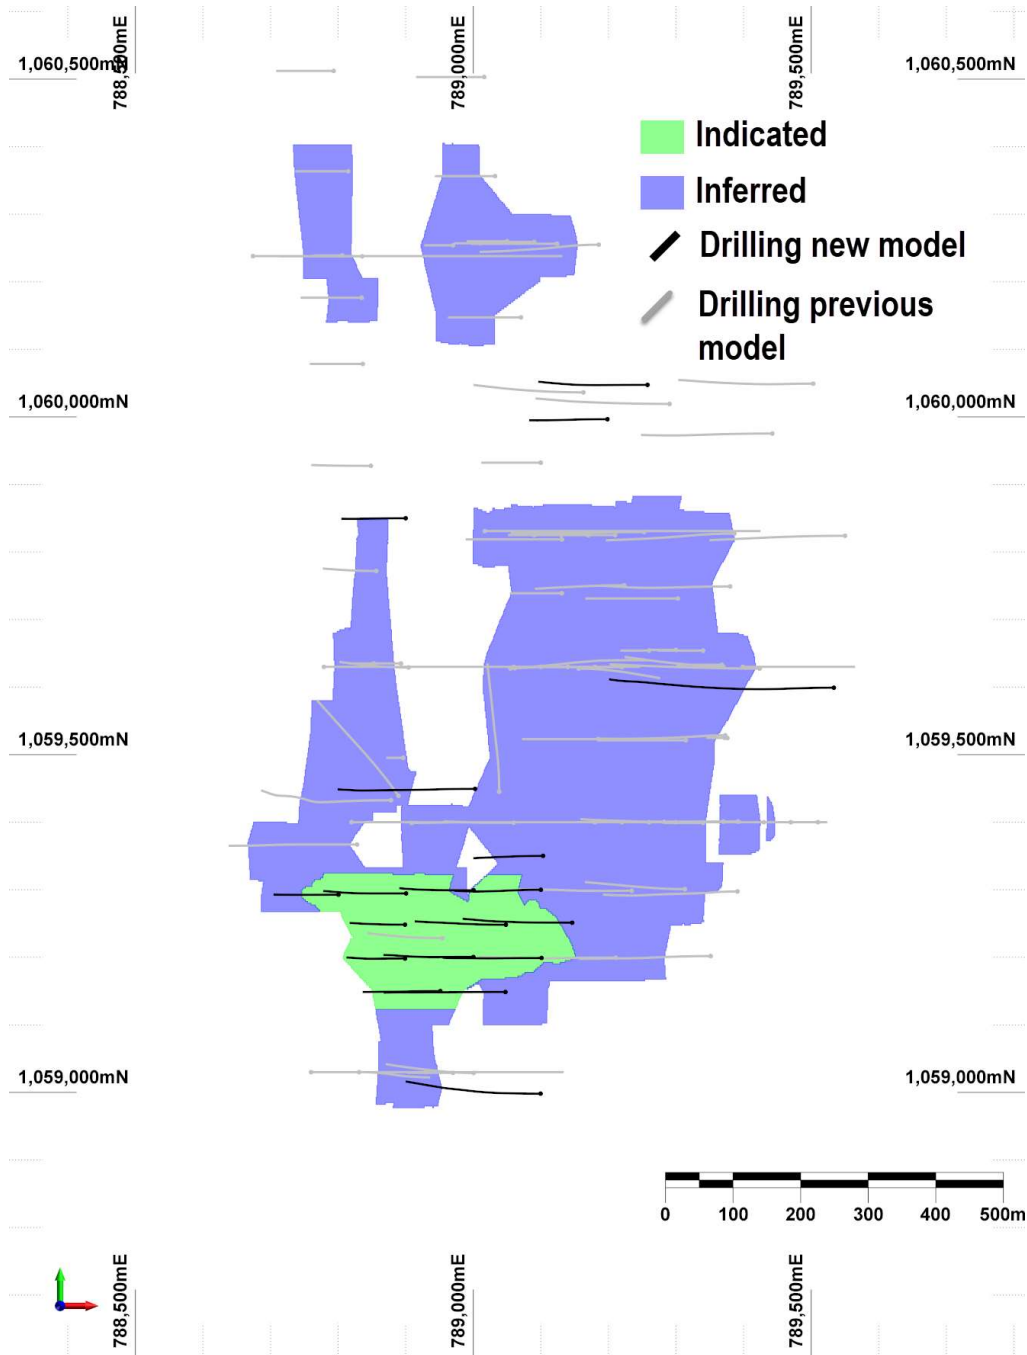 788,500mE
789,000mE
789,500mE
1,060,500mN
1,060,500mN
Indicated
Inferred
Drilling new model
Drilling previous
model
1,060,000mN
1,060,000mN
1,059,500mN
1,059,500mN
1,059,000mN
1,059,000mN
0 100 200 300 400 500m
788,500mE
789,000mE
789,500mE